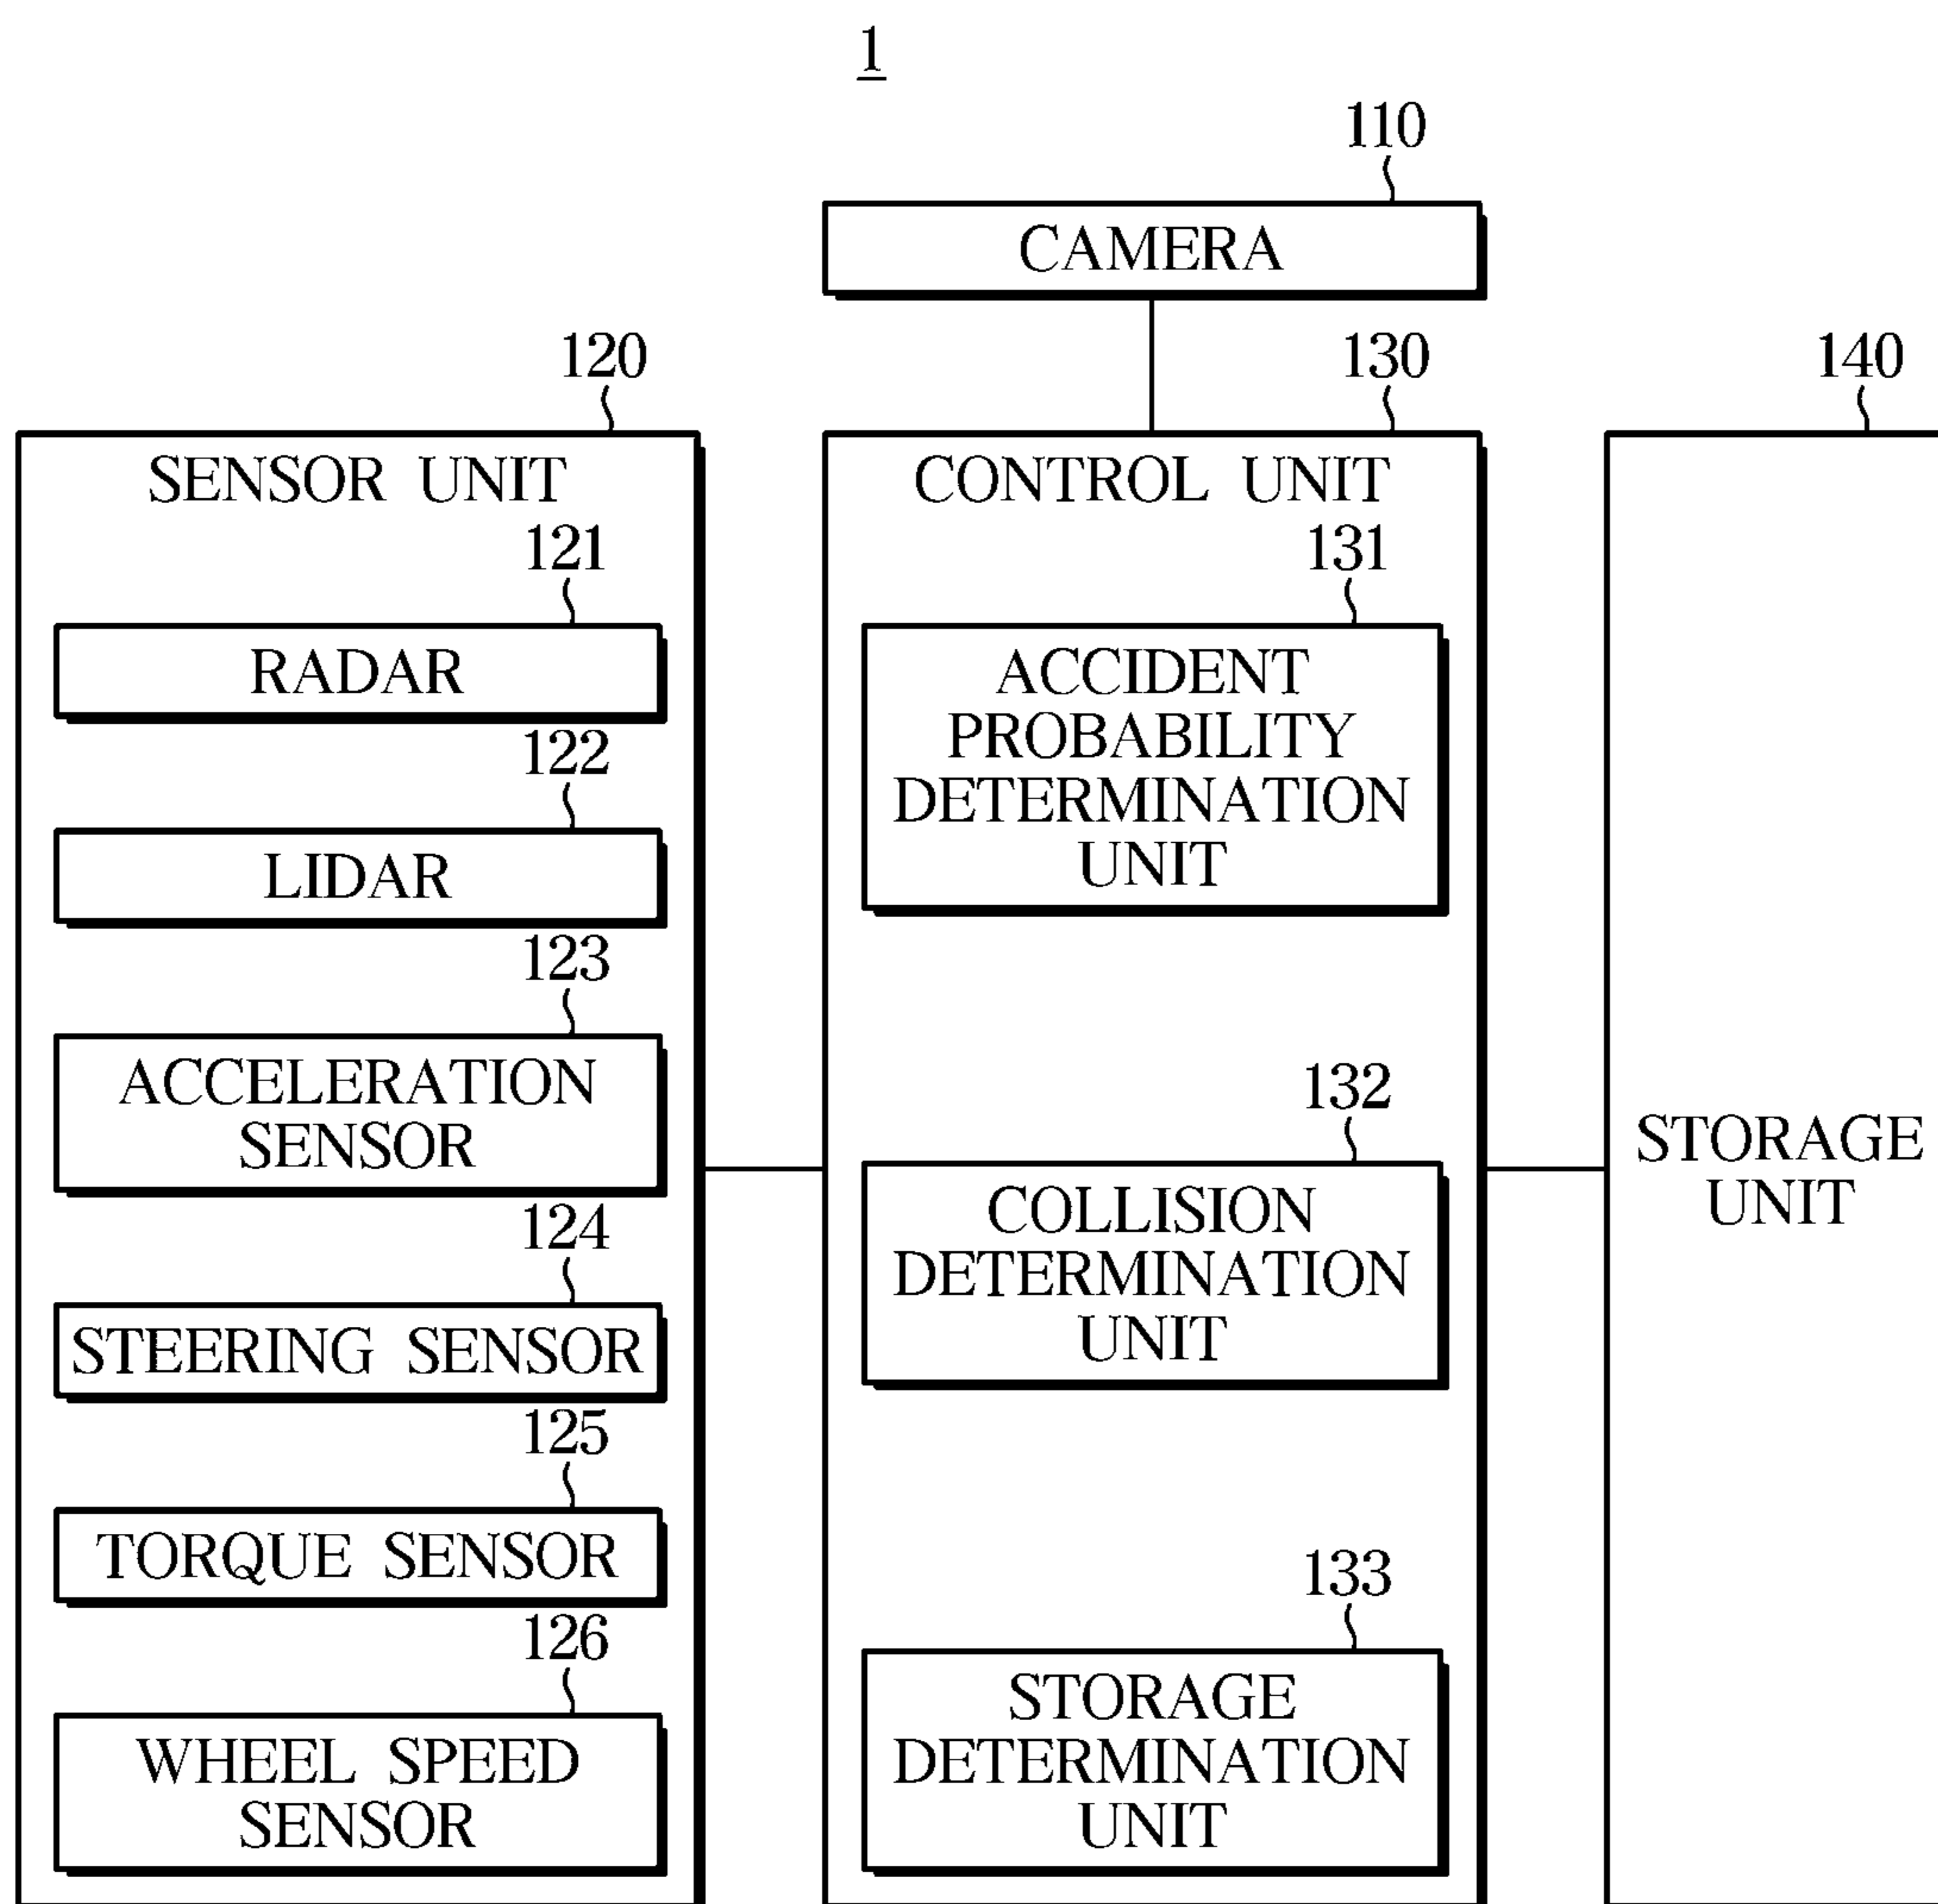 1
110
CAMERA
120
SENSOR UNIT
121
RADAR
122
LIDAR
123
ACCELERATION
SENSOR
124
STEERING SENSOR
125
TORQUE SENSOR
126
WHEEL SPEED
SENSOR
130
CONTROL UNIT
131
ACCIDENT
PROBABILITY
DETERMINATION
UNIT
132
COLLISION
DETERMINATION
UNIT
133
STORAGE
DETERMINATION
UNIT
140
STORAGE
UNIT